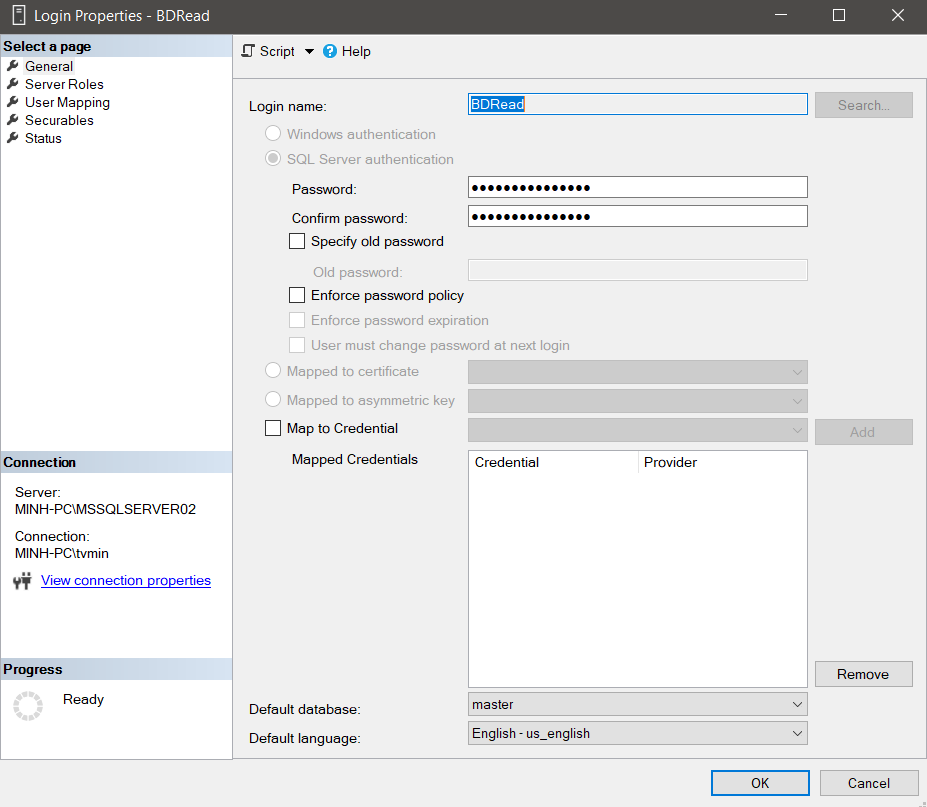 Login Properties - BDRead
Select a page
General
Server Roles
User Mapping
Securables
Status
Script
Help
Login name:
BDRead
Search...
Windows authentication
SQL Server authentication
Password:
●●●●●●●●●●●●●●●
Confirm password:
●●●●●●●●●●●●●●●
Specify old password
Old password:
Enforce password policy
Enforce password expiration
User must change password at next login
Mapped to certificate
Mapped to asymmetric key
Map to Credential
Add
Mapped Credentials
Credential Provider
Remove
Default database:
master
Default language:
English - us_english
Connection
Server:
MINH-PC\MSSQLSERVER02
Connection:
MINH-PC\tvmin
View connection properties
Progress
Ready
OK
Cancel